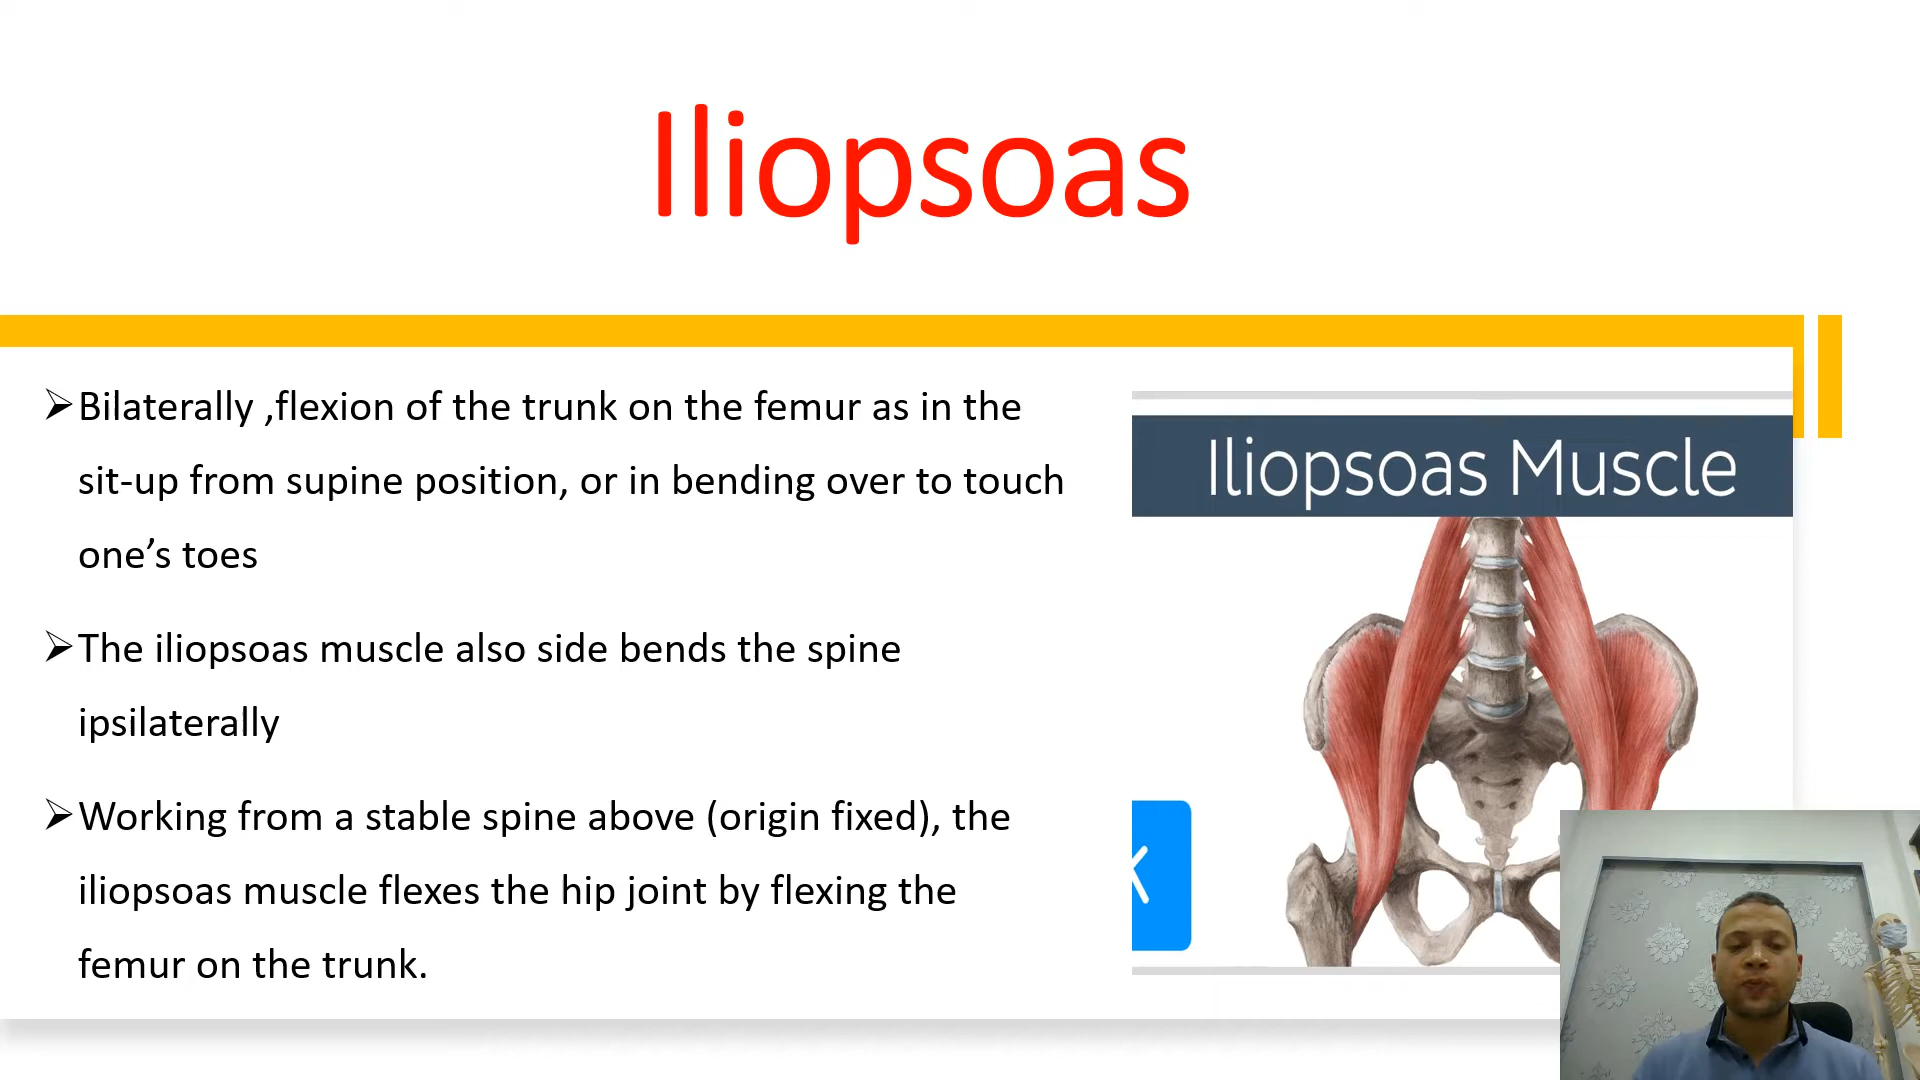 Iliopsoas
➢Bilaterally ,flexion of the trunk on the femur as in the
sit-up from supine position, or in bending over to touch
one’s toes
➢The iliopsoas muscle also side bends the spine
ipsilaterally
➢Working from a stable spine above (origin fixed), the
iliopsoas muscle flexes the hip joint by flexing the
femur on the trunk.
Iliopsoas Muscle